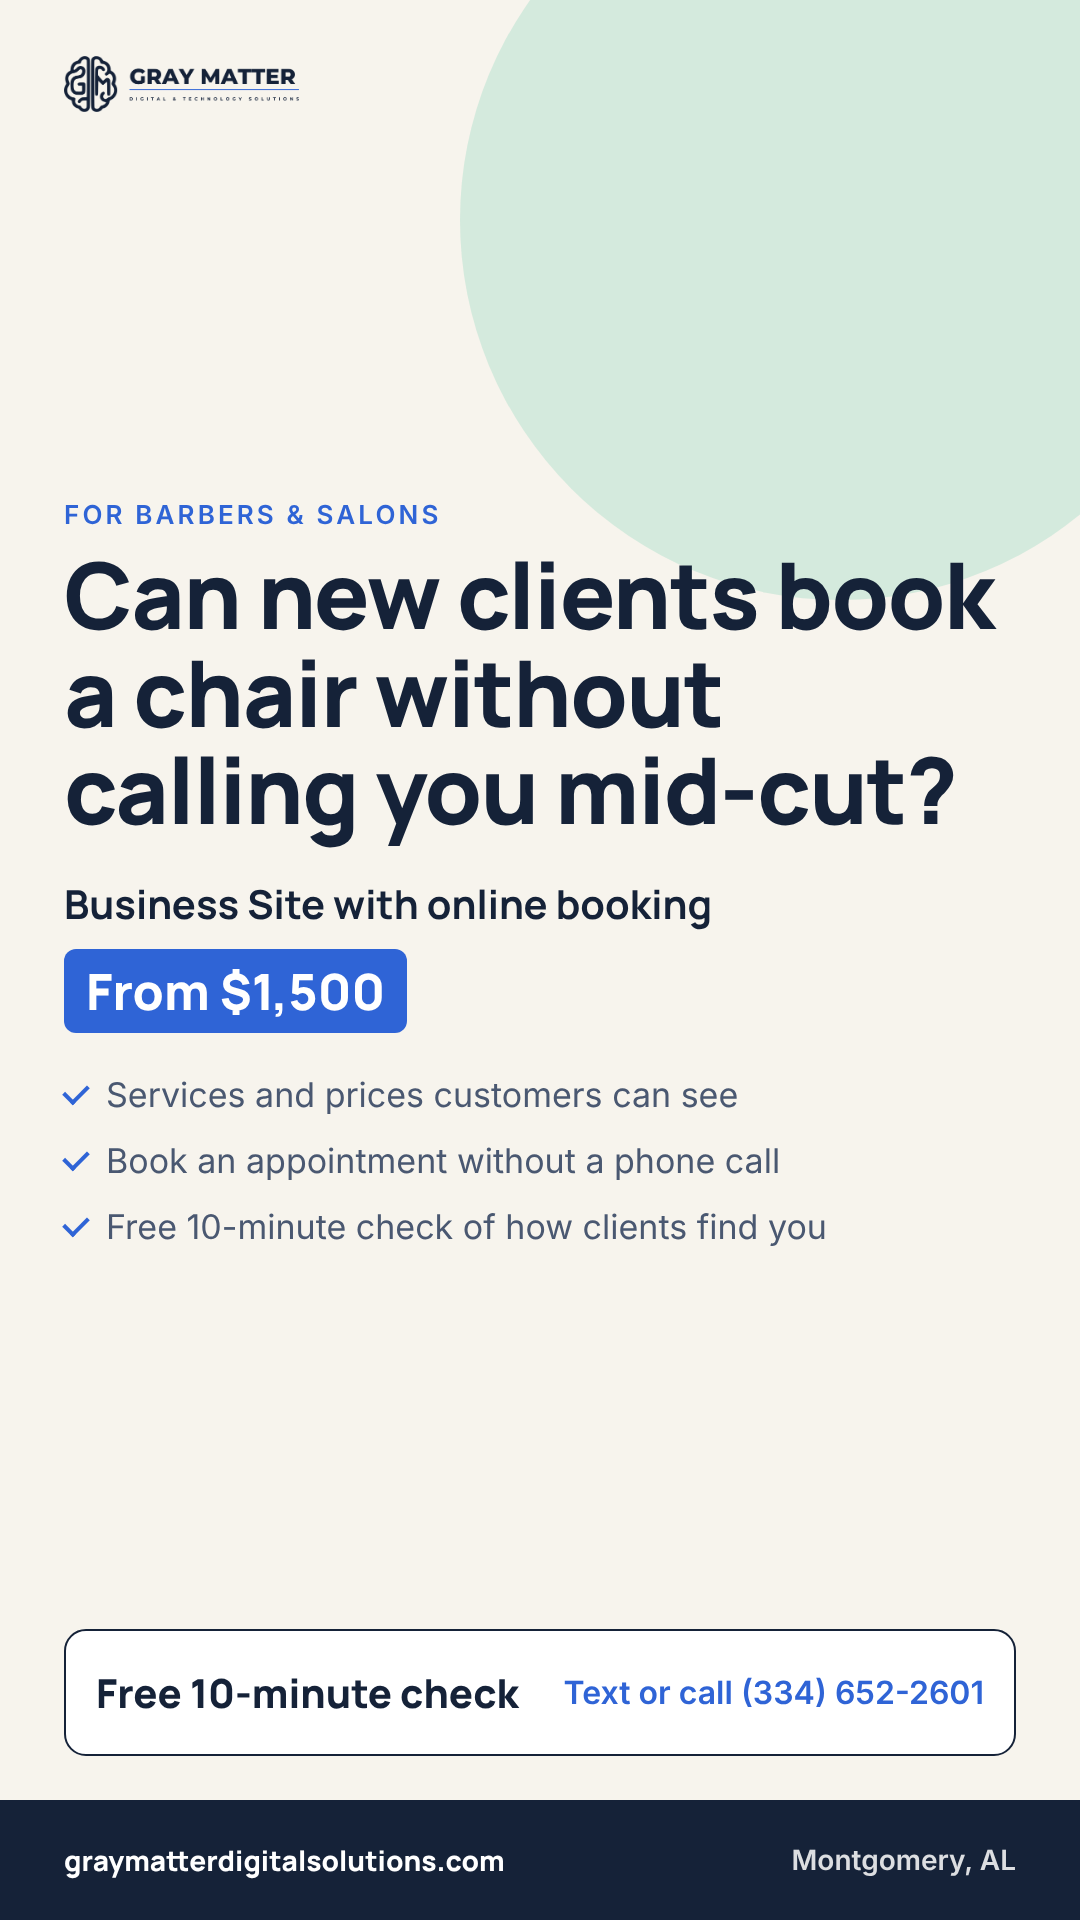 GM
GRAY MATTER
DIGITAL & TECHNOLOGY SOLUTIONS
FOR BARBERS & SALONS
Can new clients book
a chair without
calling you mid-cut?
Business Site with online booking
From $1,500
Services and prices customers can see
Book an appointment without a phone call
Free 10-minute check of how clients find you
Free 10-minute check Text or call (334) 652-2601
graymatterdigitalsolutions.com Montgomery, AL